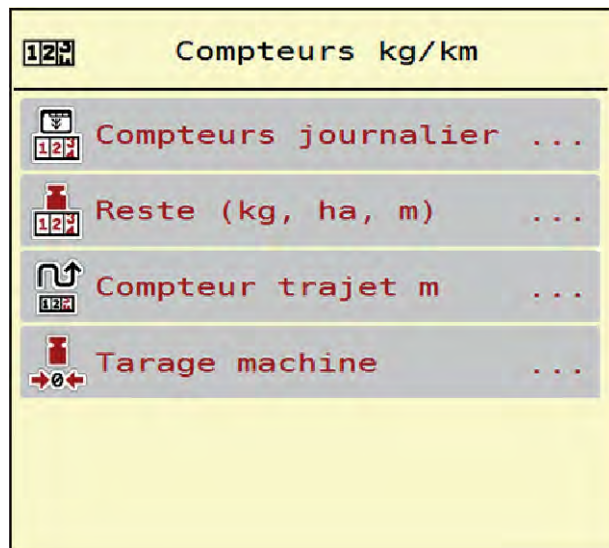 Compteurs kg/km
Compteurs journalier ...
Reste (kg, ha, m) ...
Compteur trajet m ...
Tarage machine ...